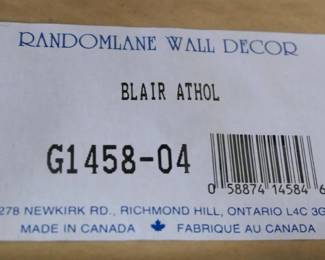 RANDOMLANE WALL DECOR
BLAIR ATHOL
G1458-04
0 58874 14584 6
278 NEWKIRK RD., RICHMOND HILL, ONTARIO L4C 3G
MADE IN CANADA FABRIQUÉ AU CANADA